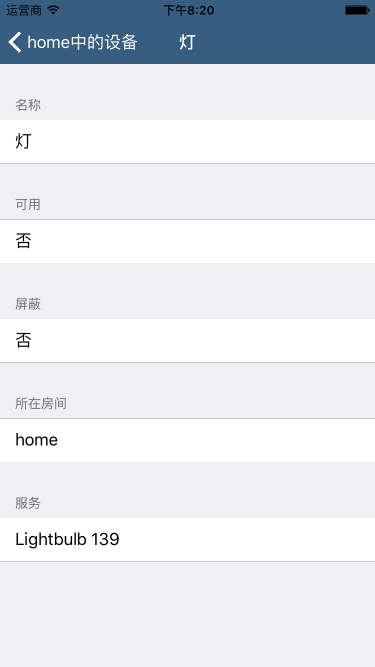 运营商 下午8:20
home中的设备 灯
名称
灯
可用
否
屏蔽
否
所在房间
home
服务
Lightbulb 139